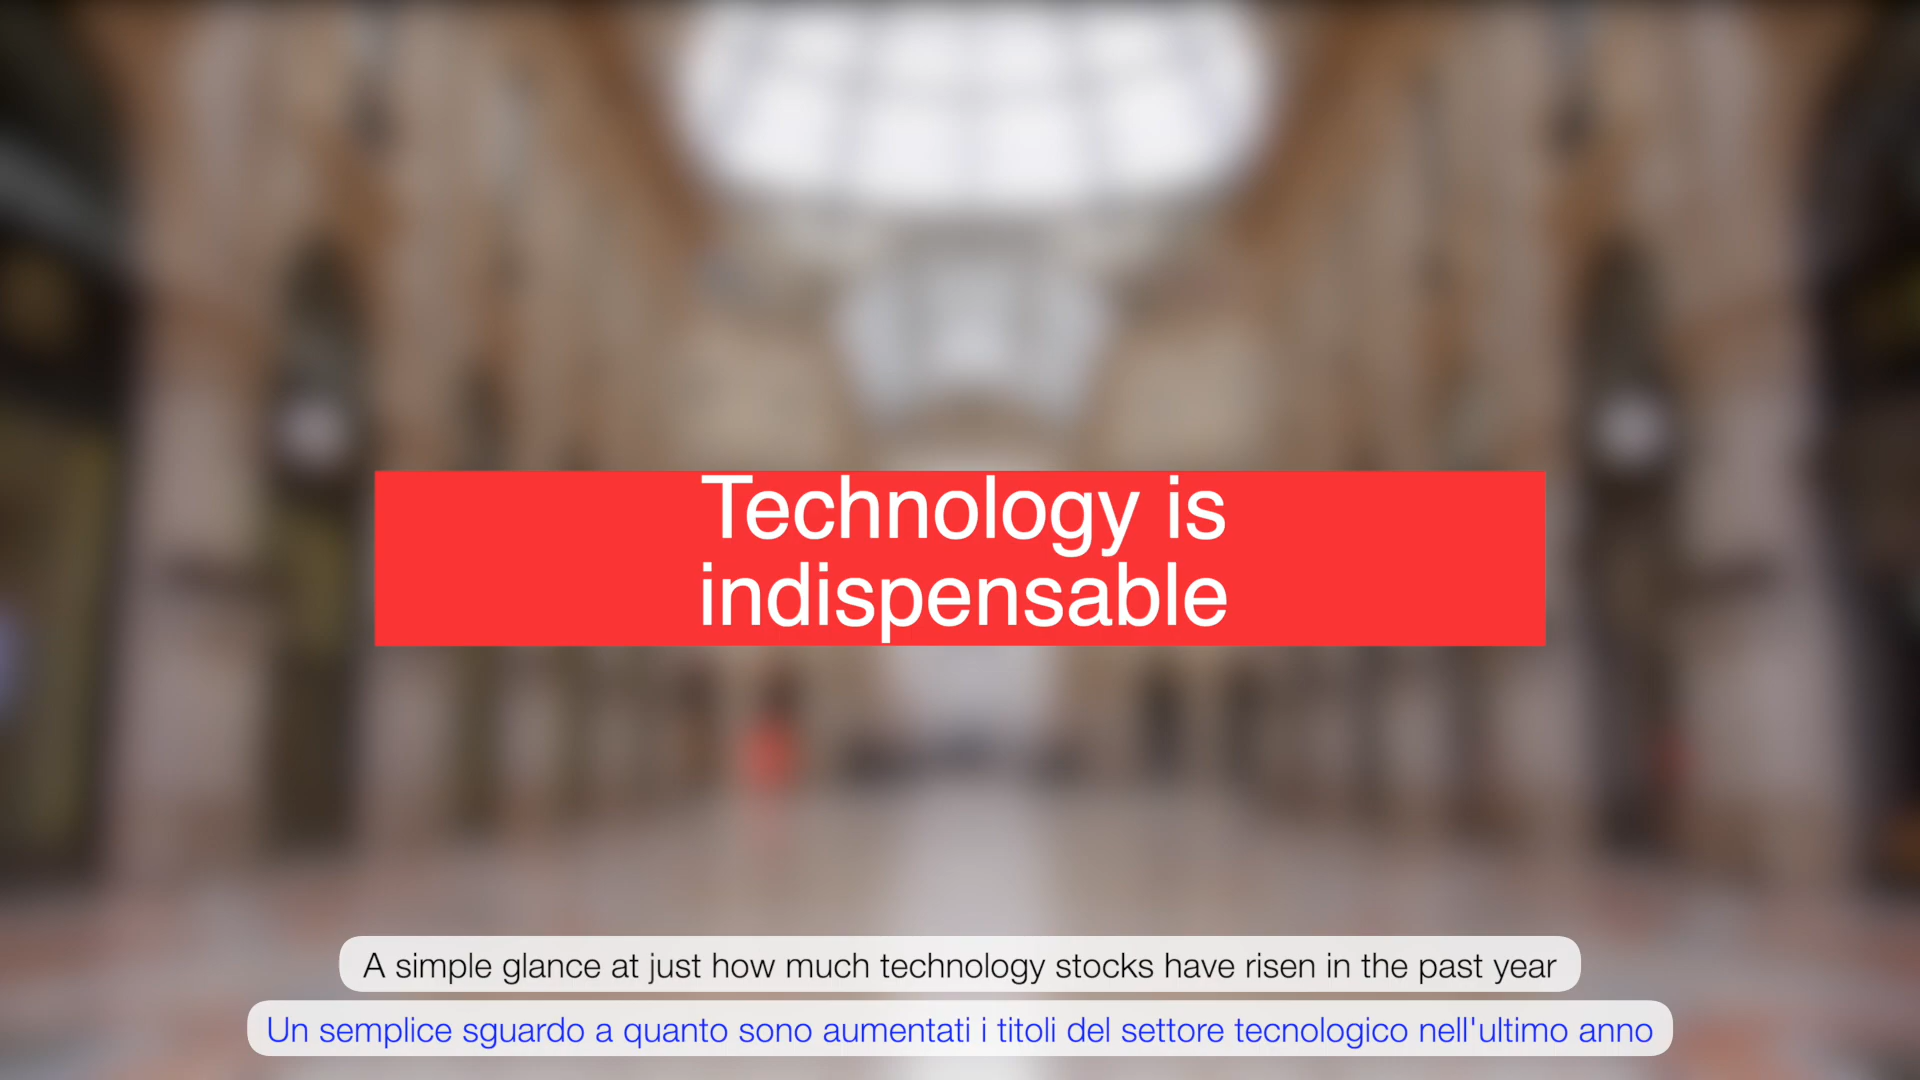 Technology is
indispensable
A simple glance at just how much technology stocks have risen in the past year
Un semplice sguardo a quanto sono aumentati i titoli del settore tecnologico nell'ultimo anno